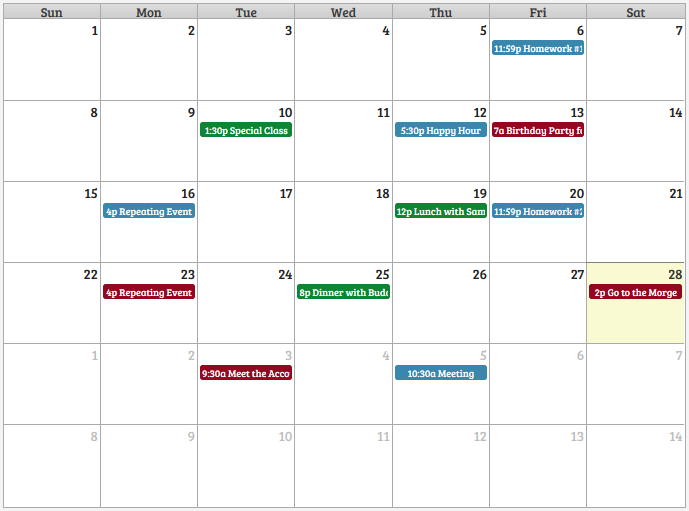 Sun Mon Tue Wed Thu Fri Sat
1 2 3 4 5 6 7
11:59p Homework #1
8 9 10 11 12 13 14
1:30p Special Class 5:30p Happy Hour 7a Birthday Party
15 16 17 18 19 20 21
4p Repeating Event 12p Lunch with Sam 11:59p Homework #2
22 23 24 25 26 27 28
4p Repeating Event 8p Dinner with 2p Go to the Morge
1 2 3 4 5 6 7
9:30a Meet the Acco 10:30a Meeting
8 9 10 11 12 13 14